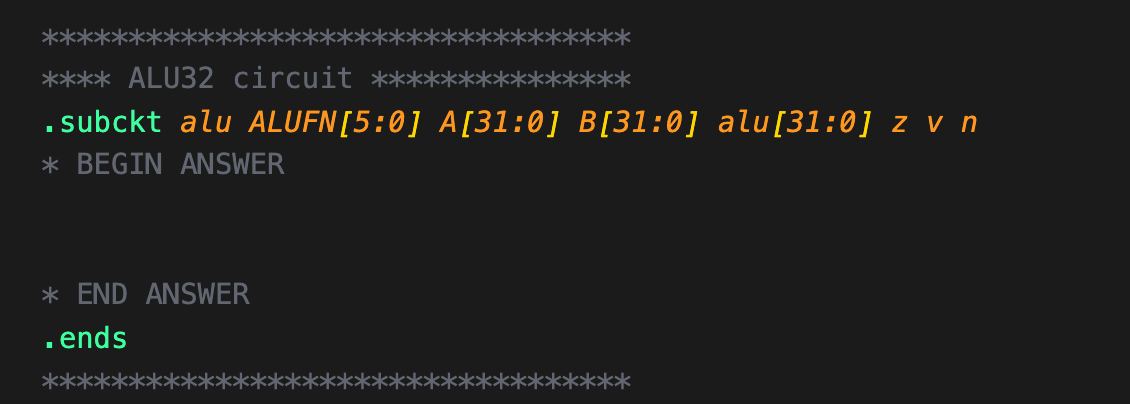 **********************************
**** ALU32 circuit ***************
.subckt alu ALUFN[5:0] A[31:0] B[31:0] alu[31:0] z v n
* BEGIN ANSWER
* END ANSWER
.ends
**********************************